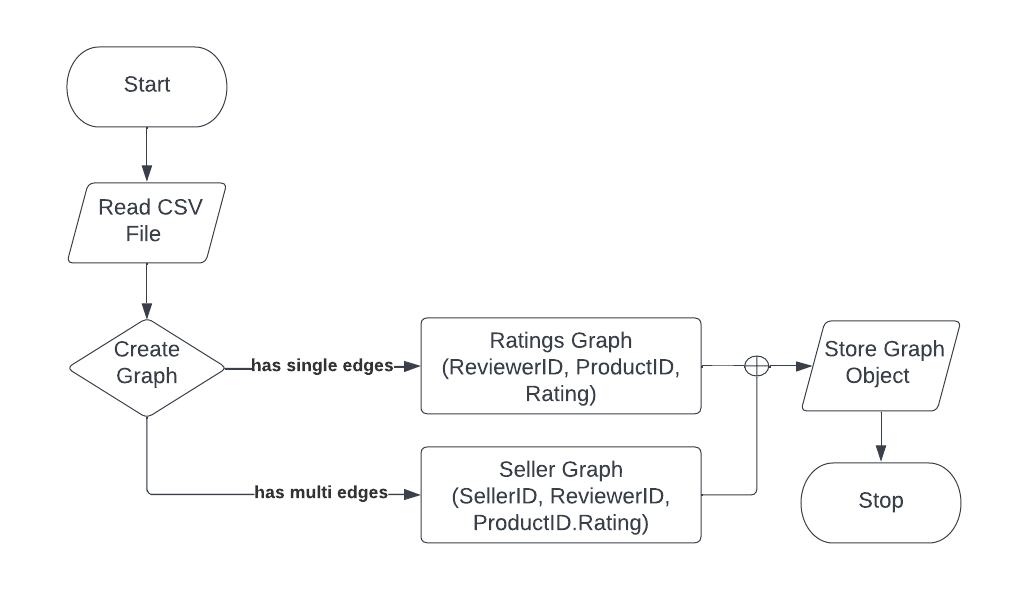 Start
Read CSV
File
Create
Graph
has single edges
Ratings Graph
(ReviewerID, ProductID,
Rating)
Store Graph
Object
has multi edges
Seller Graph
(SellerID, ReviewerID,
ProductID.Rating)
Stop